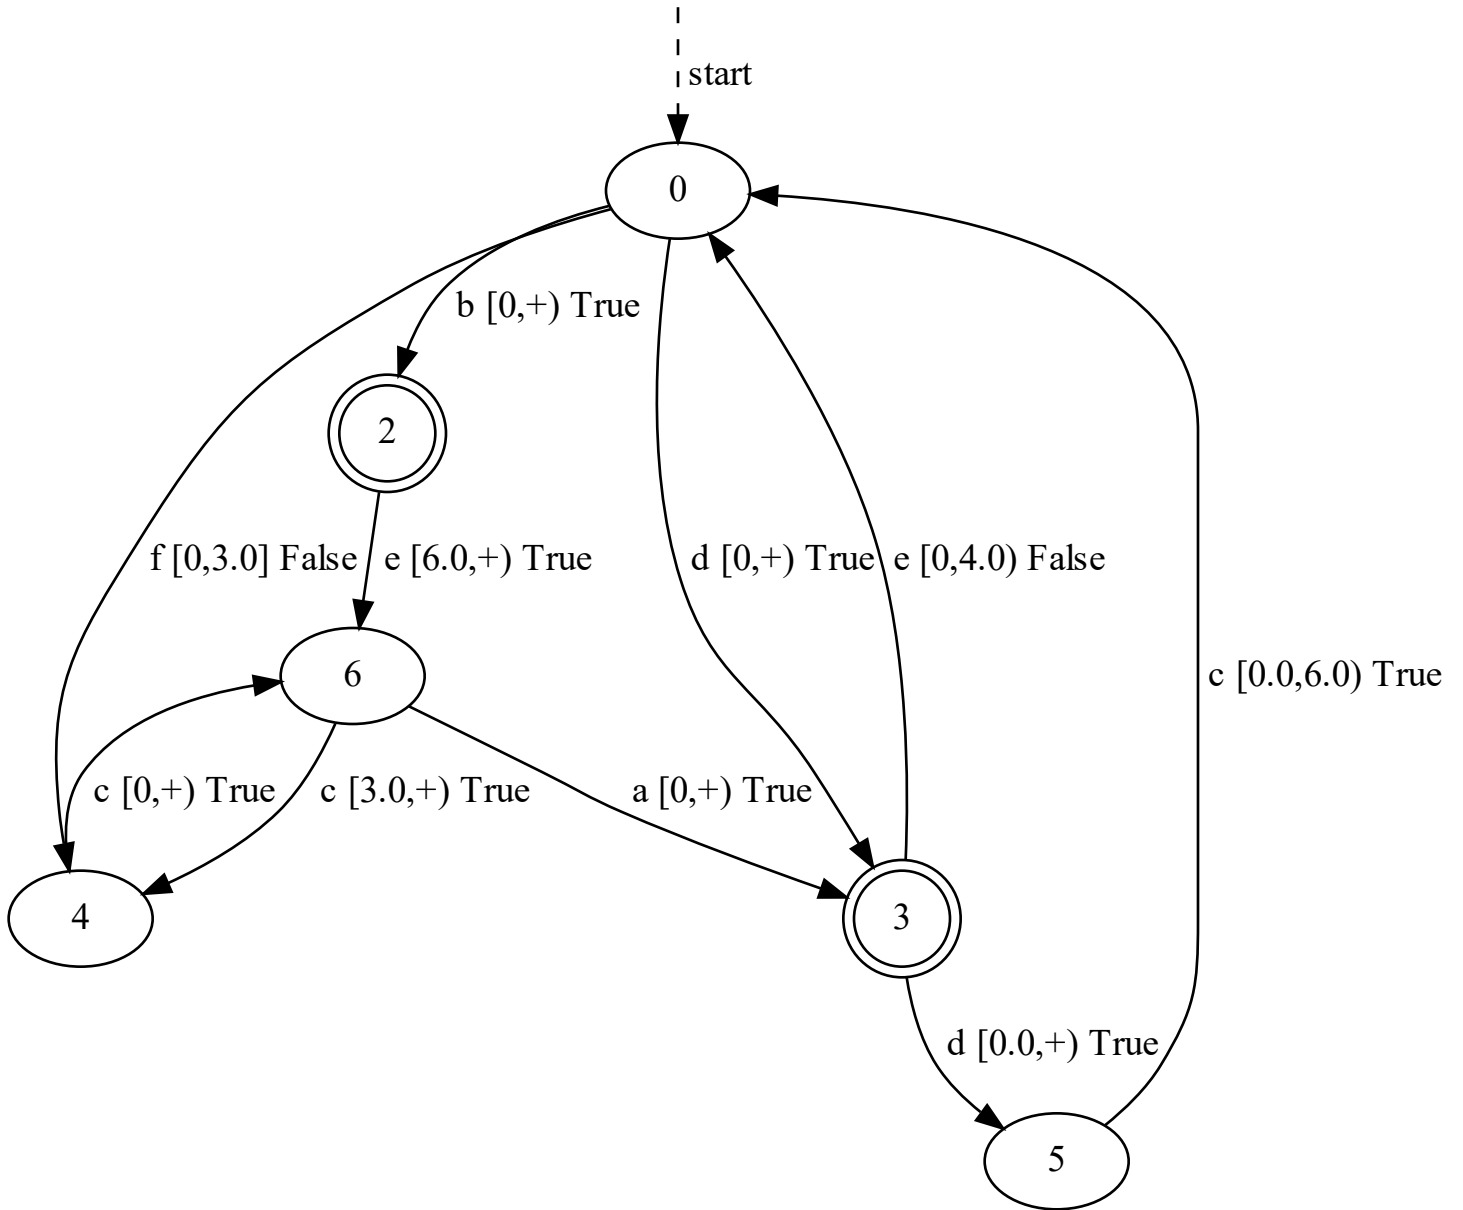 start
0
b [0,+) True
2
f [0,3.0] False
e [6.0,+) True
d [0,+) True
e [0,4.0) False
6
c [0.0,6.0) True
c [0,+) True
c [3.0,+) True
a [0,+) True
4
3
d [0.0,+) True
5